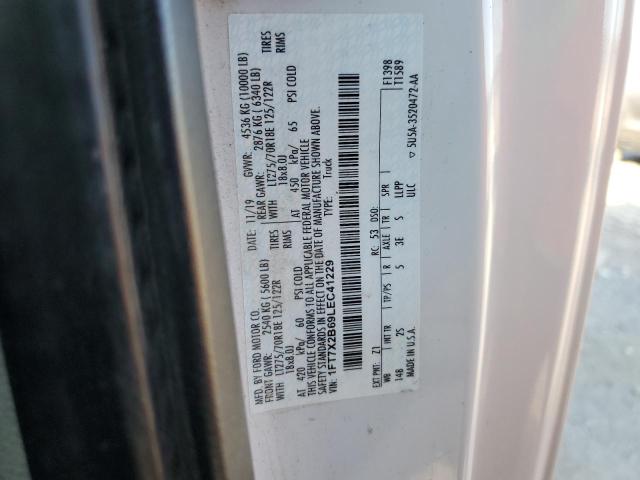 MFD. BY FORD MOTOR CO. DATE: 11/19 GVWR: 4536 KG (10000 LB)
FRONT GAWR: 2540 KG (5600 LB) REAR GAWR: 2876 KG (6340 LB)
WITH LT275/70R18E 125/122R TIRES WITH LT275/70R18E 125/122R TIRES
18x8.0J RIMS 18x8.0J RIMS
AT 420 kPa/ 60 PSI COLD AT 450 kPa/ 65 PSI COLD
THIS VEHICLE CONFORMS TO ALL APPLICABLE FEDERAL MOTOR VEHICLE
SAFETY STANDARDS IN EFFECT ON THE DATE OF MANUFACTURE SHOWN ABOVE.
VIN: 1FT7X2B69LEC41229 TYPE: Truck
EXT PNT: Z1 RC: 53 DSO: F1398
T1589
WB INT TR TP/PS R AXLE TR SPR
148 2S 5 3E S LLPP
MADE IN U.S.A. ULC
▽ 5U5A-3520472-AA